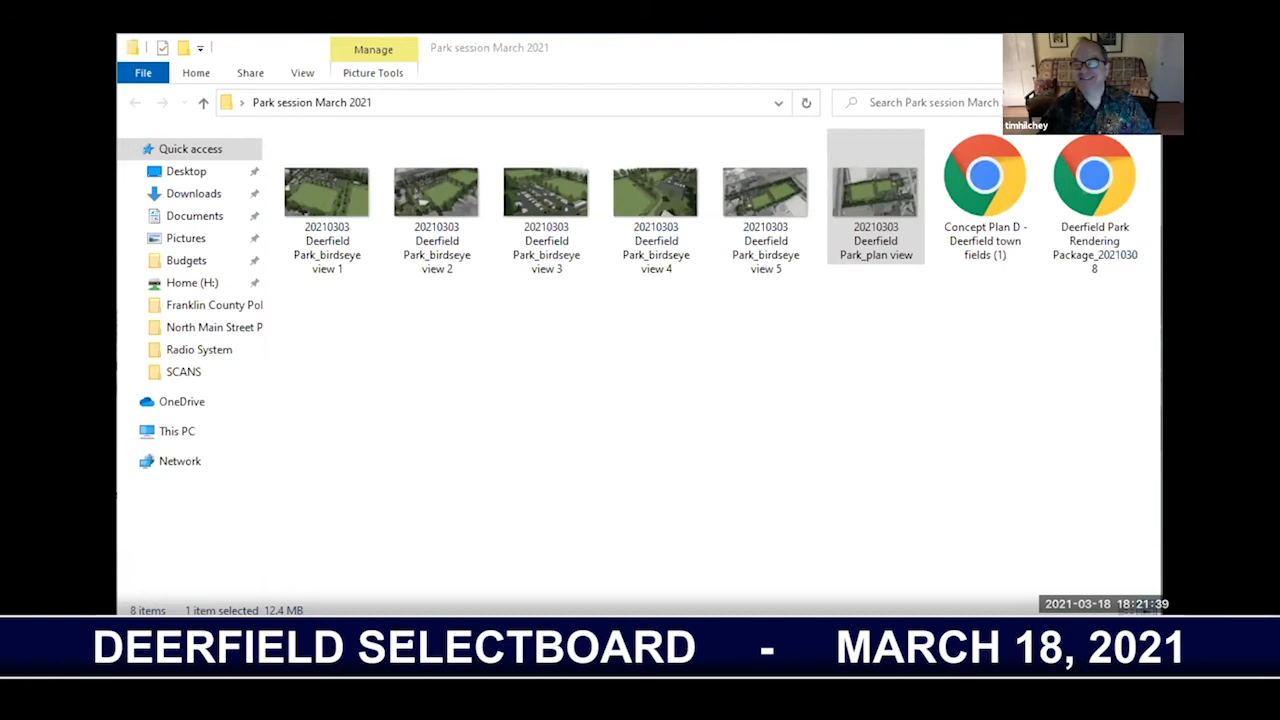 Manage
Park session March 2021
File
Home
Share
View
Picture Tools
Park session March 2021
Search Park session March
timhilchey
Quick access
Desktop
Downloads
Documents
Pictures
Budgets
Home (H:)
Franklin County Pol
North Main Street P
Radio System
SCANS
OneDrive
This PC
Network
20210303
Deerfield
Park_birdseye
view 1
20210303
Deerfield
Park_birdseye
view 2
20210303
Deerfield
Park_birdseye
view 3
20210303
Deerfield
Park_birdseye
view 4
20210303
Deerfield
Park_birdseye
view 5
20210303
Deerfield
Park_plan view
Concept Plan D -
Deerfield town
fields (1)
Deerfield Park
Rendering
Package_2021030
8
8 items
1 item selected 12.4 MB
2021-03-18 18:21:39
DEERFIELD SELECTBOARD - MARCH 18, 2021